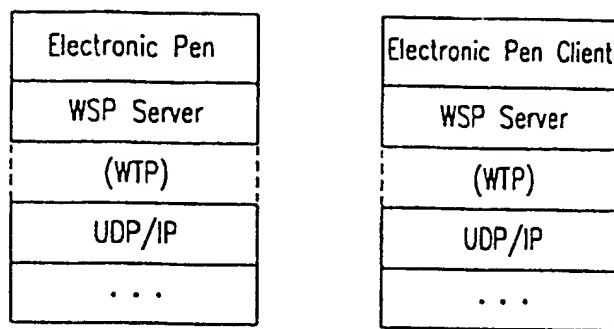 Electronic Pen
WSP Server
(WTP)
UDP/IP
...
Electronic Pen Client
WSP Server
(WTP)
UDP/IP
...